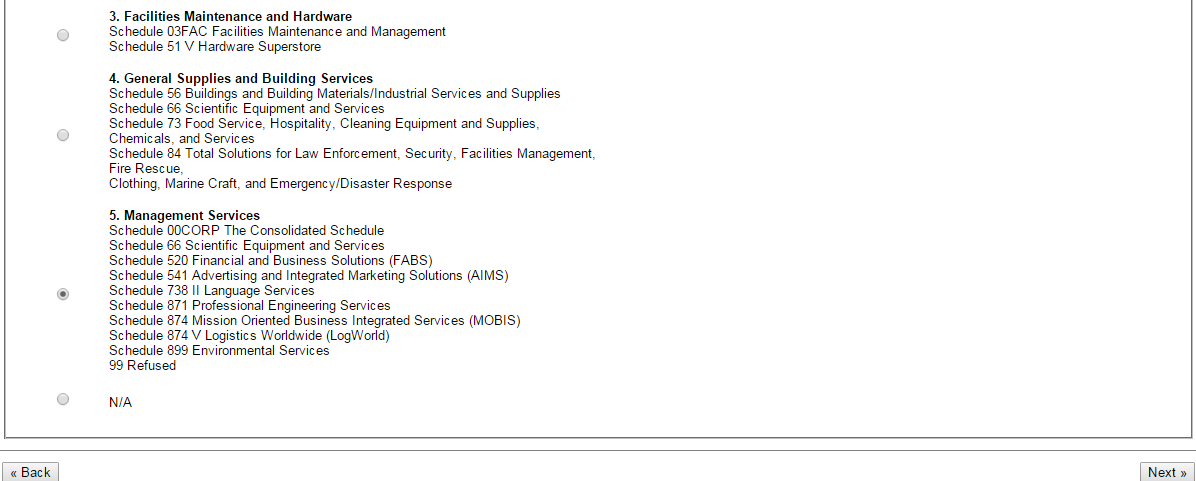 3. Facilities Maintenance and Hardware
Schedule 03FAC Facilities Maintenance and Management
Schedule 51 V Hardware Superstore
4. General Supplies and Building Services
Schedule 56 Buildings and Building Materials/Industrial Services and Supplies
Schedule 66 Scientific Equipment and Services
Schedule 73 Food Service, Hospitality, Cleaning Equipment and Supplies,
Chemicals, and Services
Schedule 84 Total Solutions for Law Enforcement, Security, Facilities Management,
Fire Rescue,
Clothing, Marine Craft, and Emergency/Disaster Response
5. Management Services
Schedule 00CORP The Consolidated Schedule
Schedule 66 Scientific Equipment and Services
Schedule 520 Financial and Business Solutions (FABS)
Schedule 541 Advertising and Integrated Marketing Solutions (AIMS)
Schedule 738 II Language Services
Schedule 871 Professional Engineering Services
Schedule 874 Mission Oriented Business Integrated Services (MOBIS)
Schedule 874 V Logistics Worldwide (LogWorld)
Schedule 899 Environmental Services
99 Refused
N/A
« Back
Next »